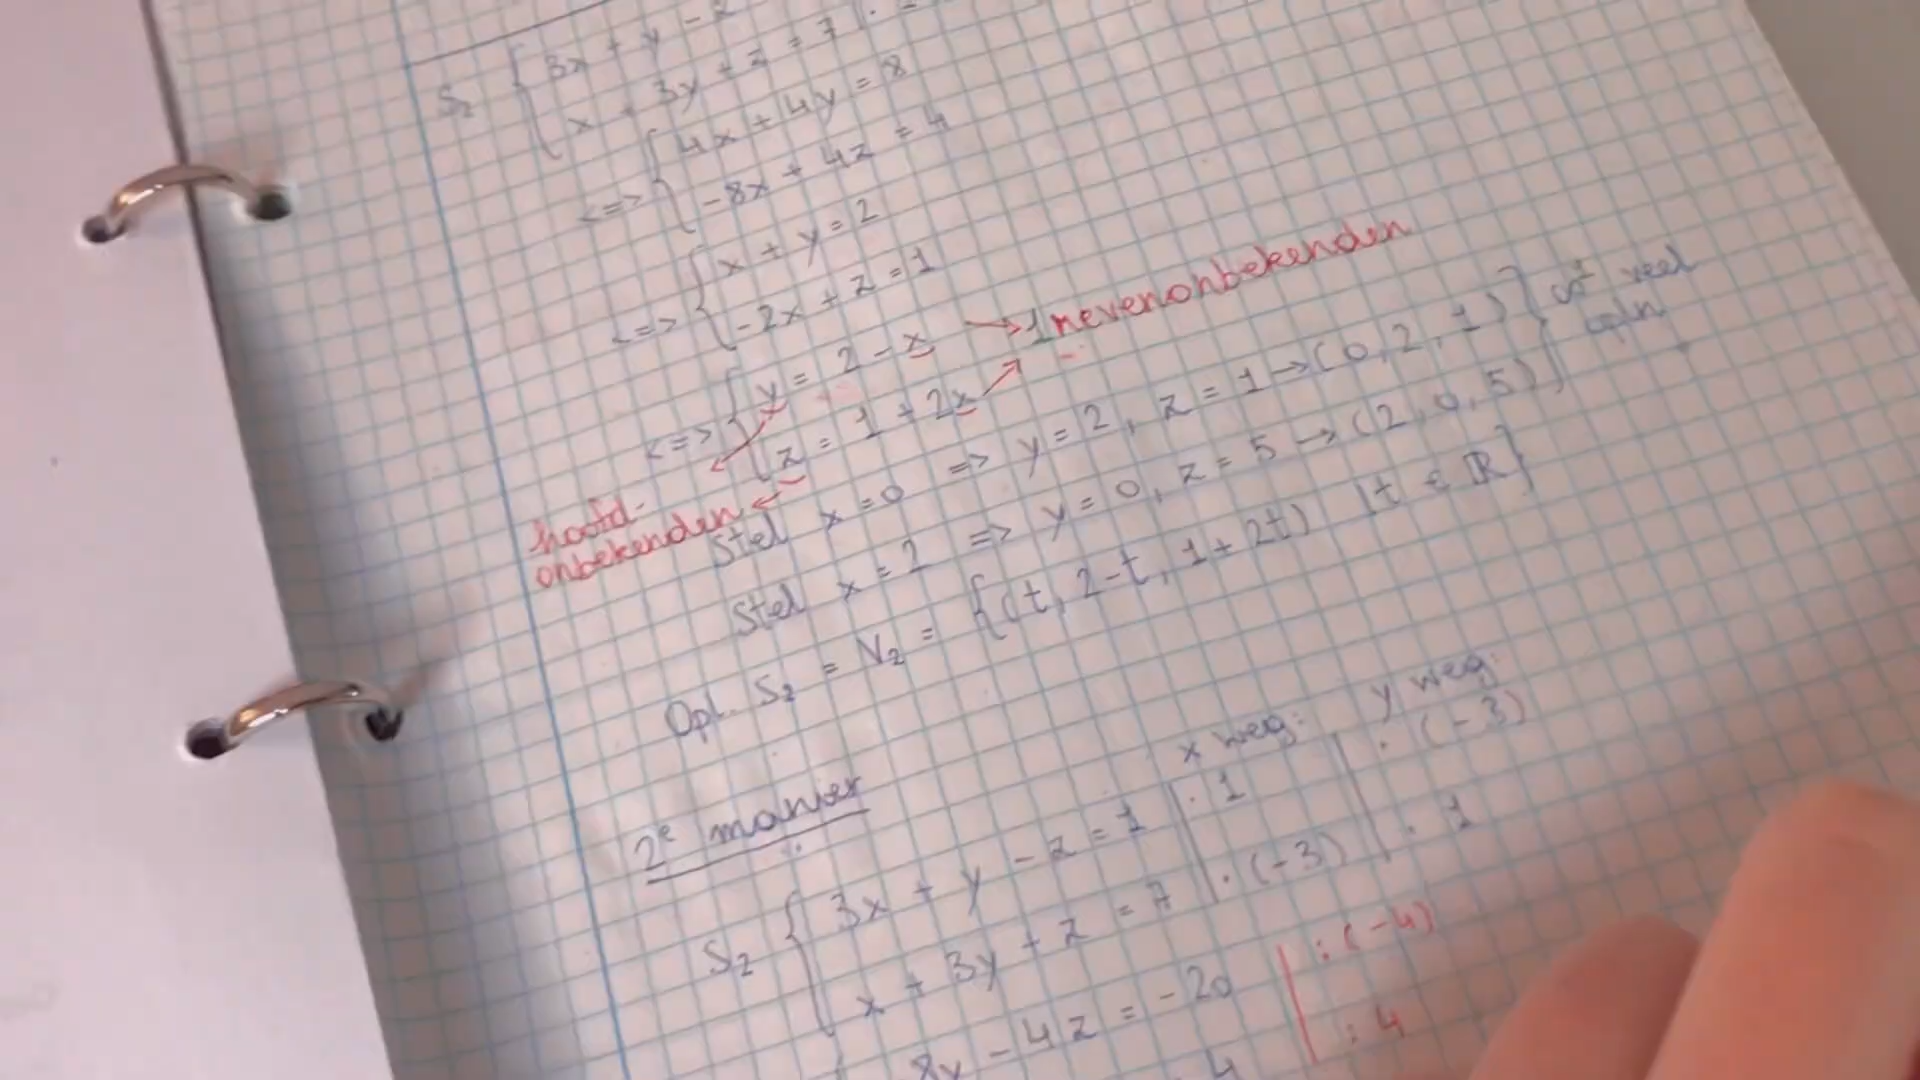 S₂ { 3x + y - z
x + 3y + z = 7
<=> { 4x + 4y = 8
-8x + 4z = 4
<=> { x + y = 2
-2x + z = 1
<=> { y = 2 - x → 1 nevenonbekenden
z = 1 + 2x
hoofd-
onbekenden
Stel x = 0 => y = 2, z = 1 → (0, 2, 1) } veel
Stel x = 2 => y = 0, z = 5 → (2, 0, 5) opln
Opl. S₂ = V₂ = {(t, 2-t, 1+2t) | t ∈ ℝ}
2e manier
x weg: y weg:
S₂ { 3x + y - z = 1 | · 1 | · (-3)
x + 3y + z = 7 | · (-3) | · 1
8y - 4z = -20 | : (-4)
4 | : 4